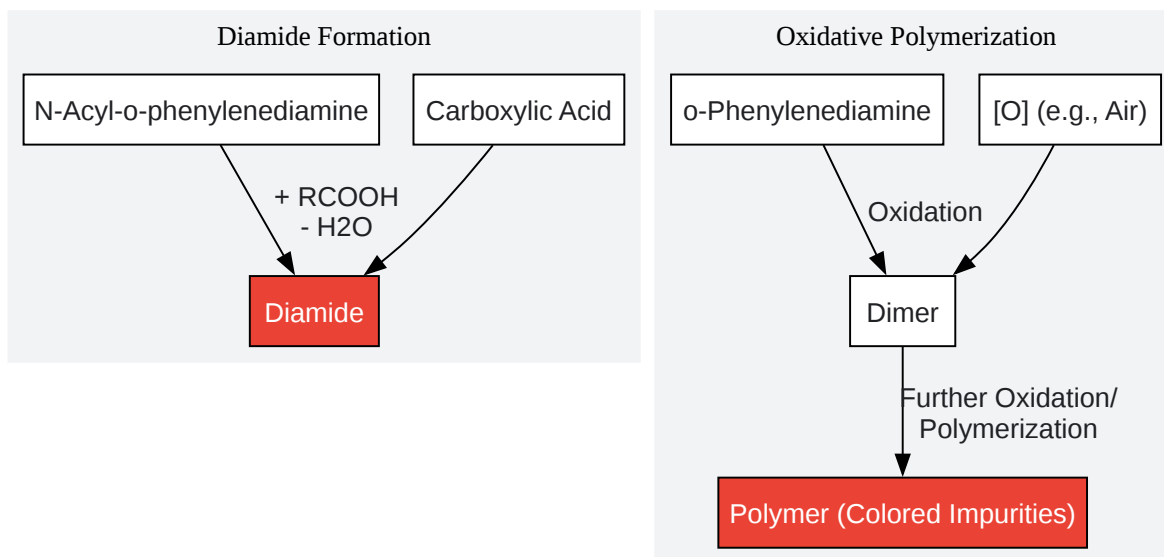 Diamide Formation
N-Acyl-o-phenylenediamine
Carboxylic Acid
+ RCOOH
- H2O
Diamide
Oxidative Polymerization
o-Phenylenediamine
[O] (e.g., Air)
Oxidation
Dimer
Further Oxidation/
Polymerization
Polymer (Colored Impurities)